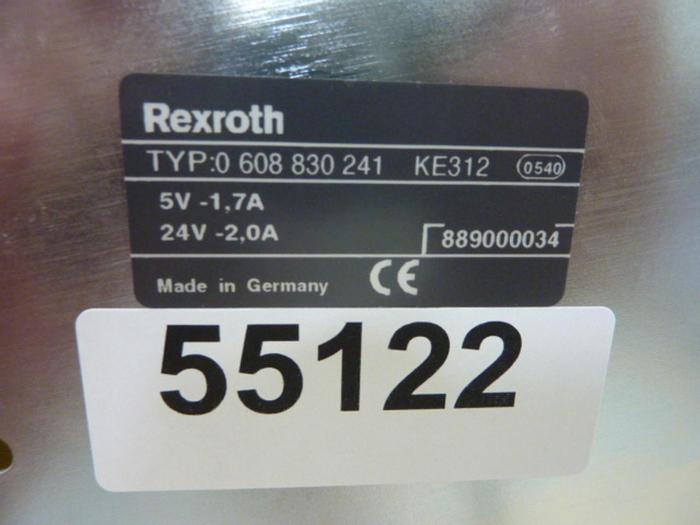 Rexroth
TYP:0 608 830 241 KE312 0540
5V -1,7A
24V -2,0A 889000034
Made in Germany CE
55122